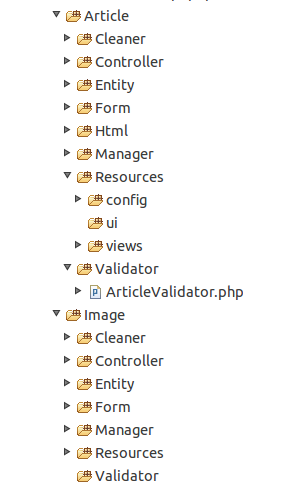 Article
Cleaner
Controller
Entity
Form
Html
Manager
Resources
config
ui
views
Validator
ArticleValidator.php
Image
Cleaner
Controller
Entity
Form
Manager
Resources
Validator